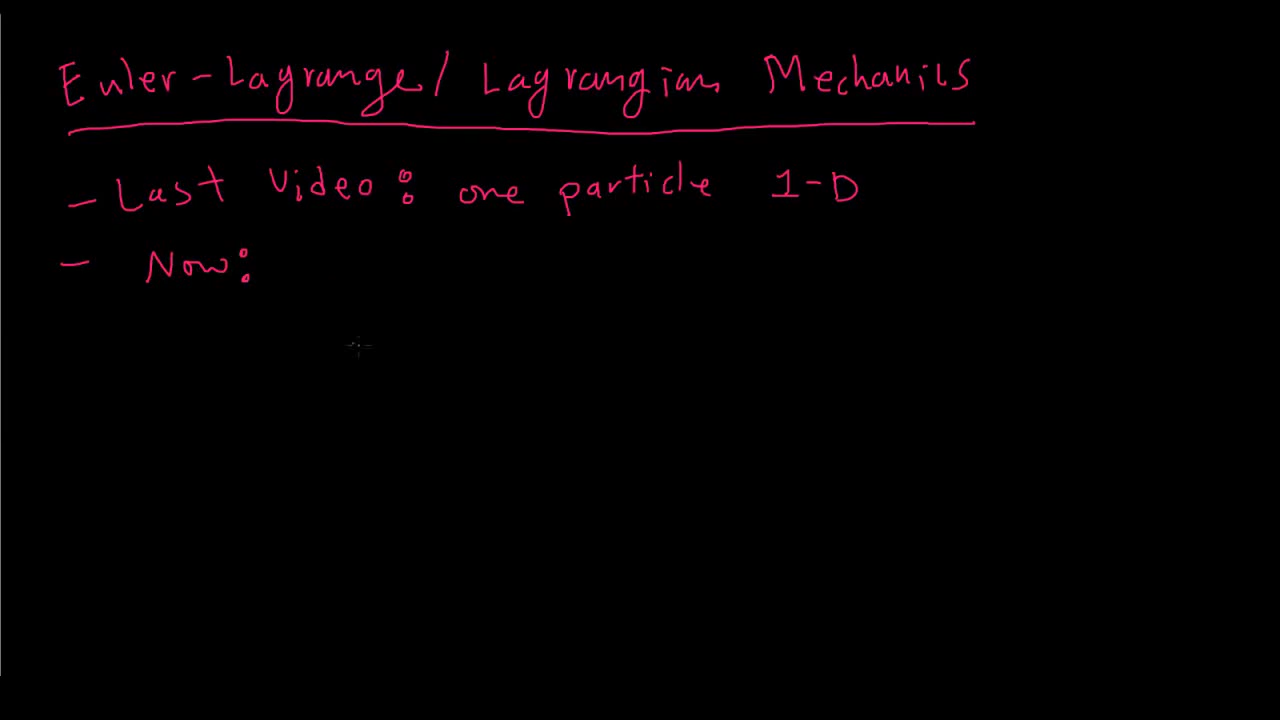 Euler-Lagrange/ Lagrangian Mechanics
- Last Video: one particle 1-D
- Now: